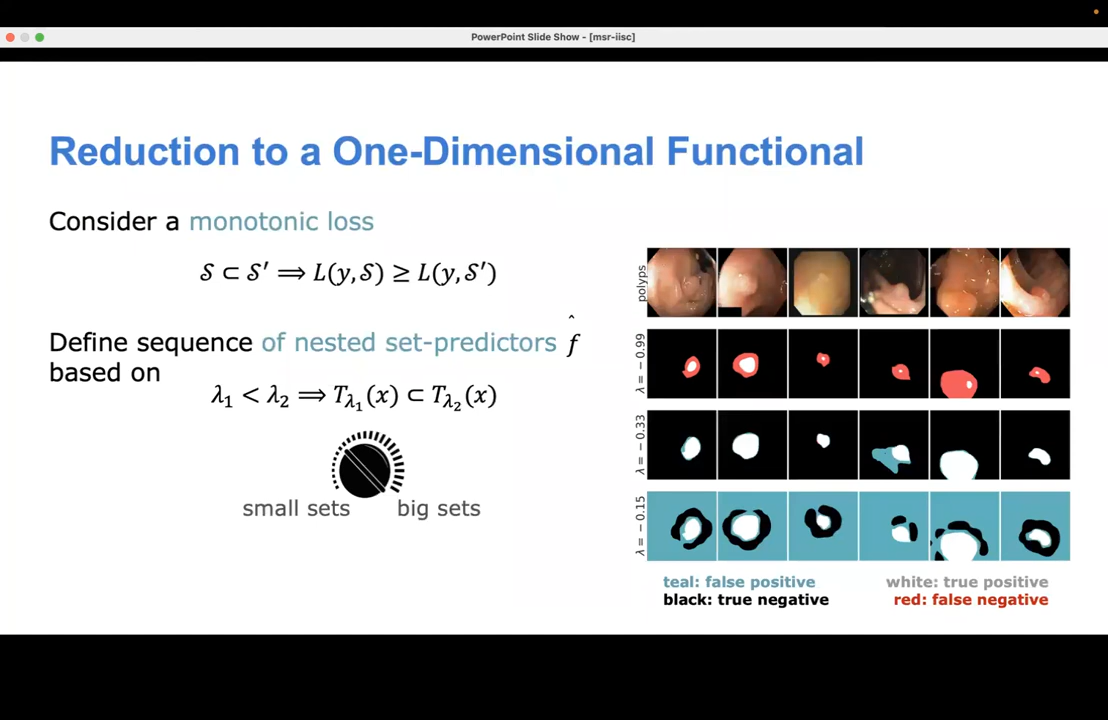 PowerPoint Slide Show - [msr-iisc]
Reduction to a One-Dimensional Functional
Consider a monotonic loss
𝒮 ⊂ 𝒮′ ⟹ L(y,𝒮) ≥ L(y,𝒮′)
Define sequence of nested set-predictors f̂
based on
λ₁ < λ₂ ⟹ T_λ₁(x) ⊂ T_λ₂(x)
small sets big sets
polyps
λ = −0.99
λ = −0.33
λ = −0.15
teal: false positive white: true positive
black: true negative red: false negative